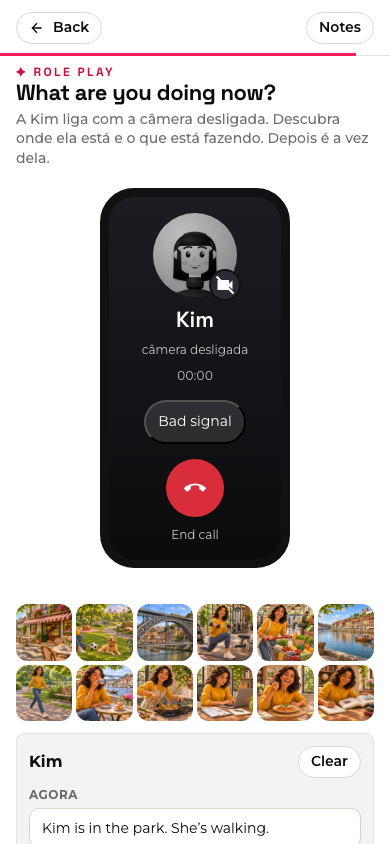 Back
Notes
ROLE PLAY
What are you doing now?
A Kim liga com a câmera desligada. Descubra
onde ela está e o que está fazendo. Depois é a vez
dela.
Kim
câmera desligada
00:00
Bad signal
End call
Kim
Clear
AGORA
Kim is in the park. She’s walking.